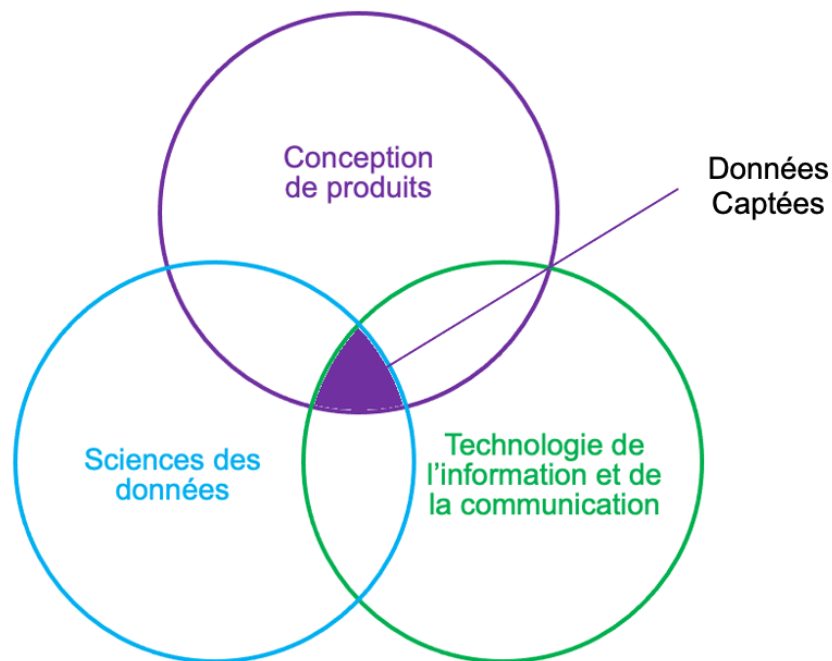 Conception
de produits
Données
Captées
Sciences des
données
Technologie de
l'information et de
la communication